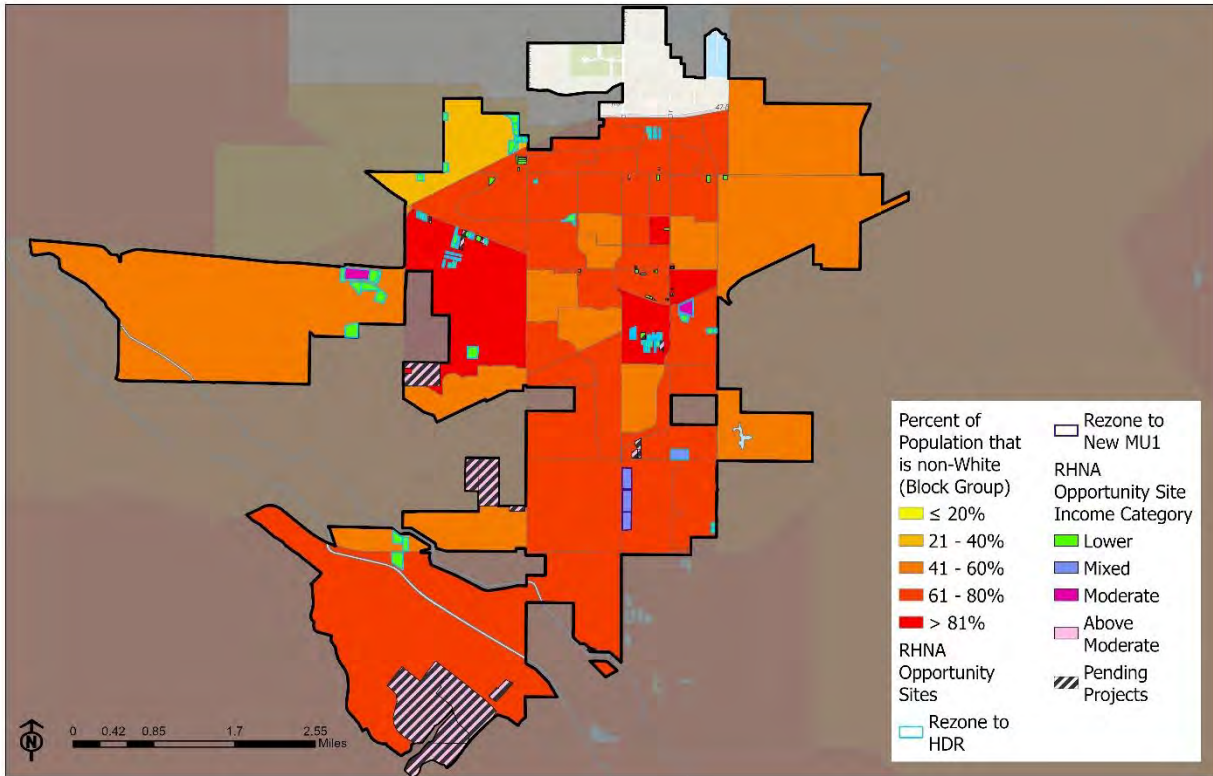 Percent of
Population that
is non-White
(Block Group)
≤ 20%
21 - 40%
41 - 60%
61 - 80%
> 81%
RHNA
Opportunity
Sites
Rezone to
HDR
Rezone to
New MU1
RHNA
Opportunity Site
Income Category
Lower
Mixed
Moderate
Above
Moderate
Pending
Projects
N
0 0.42 0.85 1.7 2.55
Miles